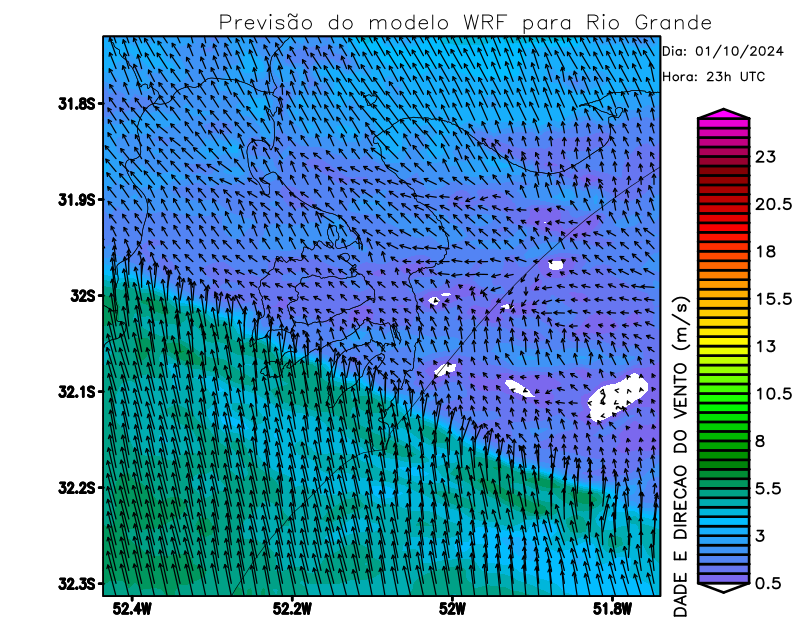 Previsão do modelo WRF para Rio Grande
Dia: 01/10/2024
Hora: 23h UTC
31.8S
31.9S
32S
32.1S
32.2S
32.3S
52.4W
52.2W
52W
51.8W
23
20.5
18
15.5
13
10.5
8
5.5
3
0.5
DADE E DIRECAO DO VENTO (m/s)